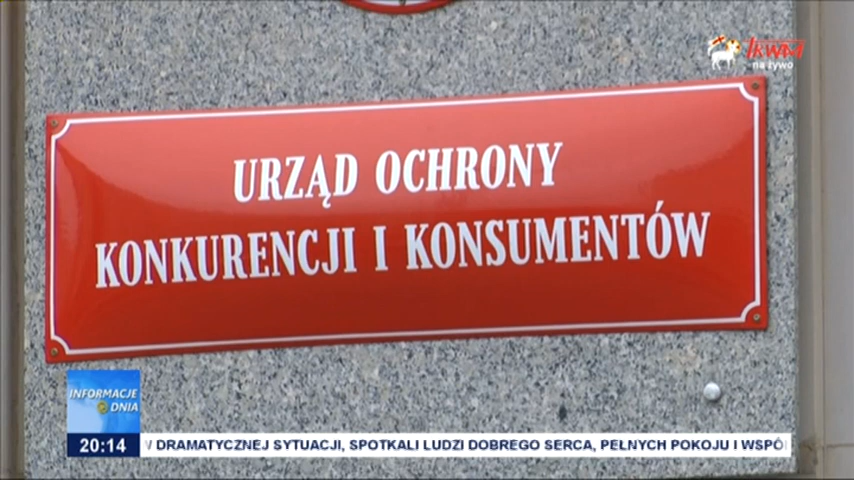 TRWAM
na żywo
URZĄD OCHRONY
KONKURENCJI I KONSUMENTÓW
INFORMACJE
DNIA
20:14
DRAMATYCZNEJ SYTUACJI, SPOTKALI LUDZI DOBREGO SERCA, PEŁNYCH POKOJU I